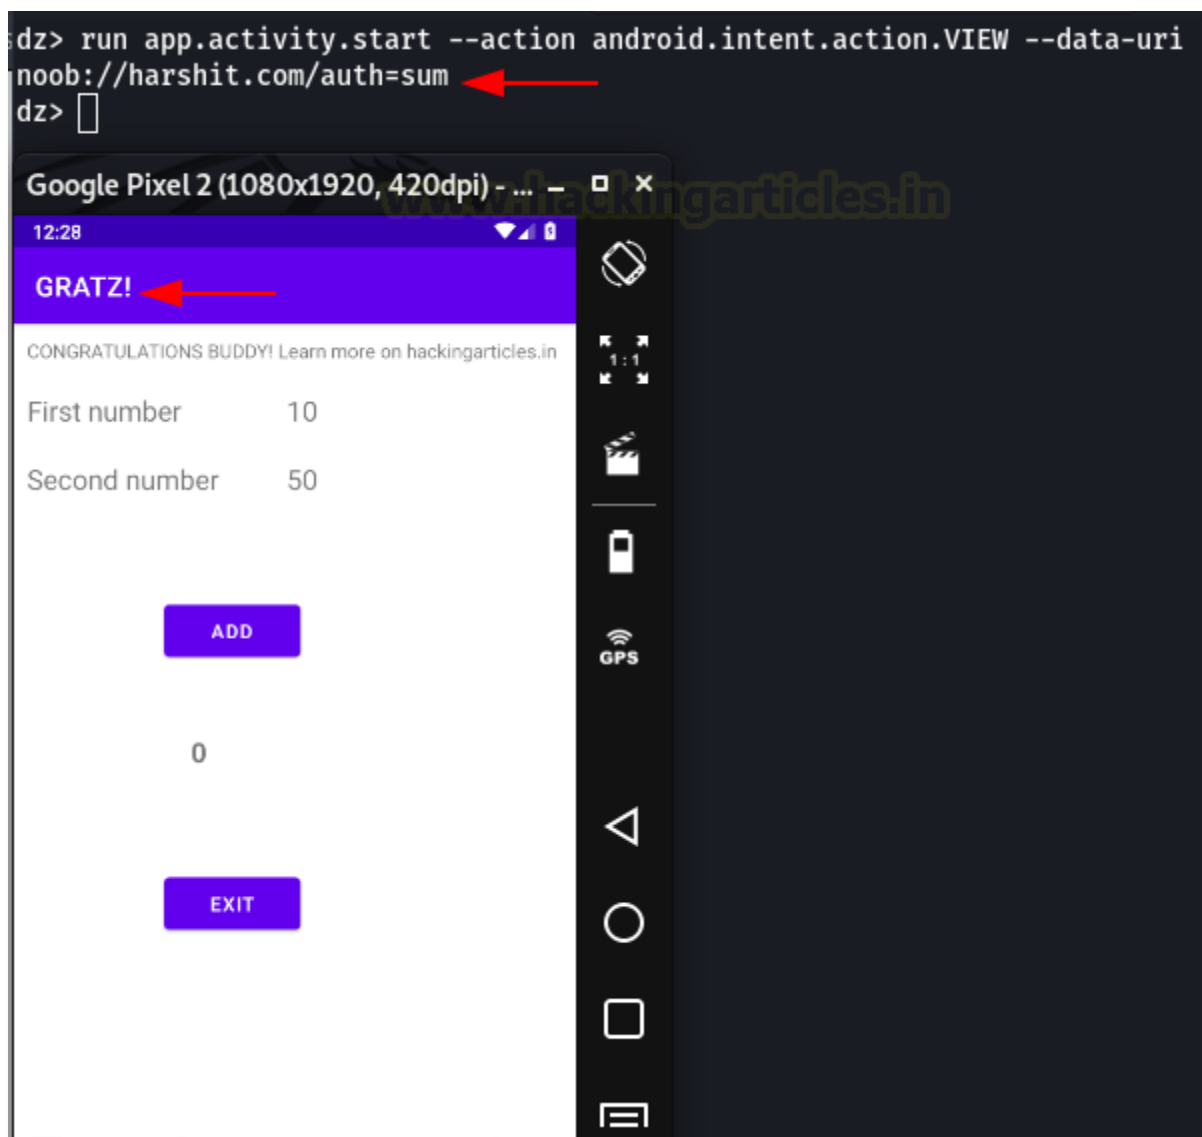 dz> run app.activity.start --action android.intent.action.VIEW --data-uri
noob://harshit.com/auth=sum
dz>
Google Pixel 2 (1080x1920, 420dpi) - ...
www.hackingarticles.in
12:28
GRATZ!
CONGRATULATIONS BUDDY! Learn more on hackingarticles.in
1:1
First number 10
Second number 50
ADD
GPS
0
EXIT